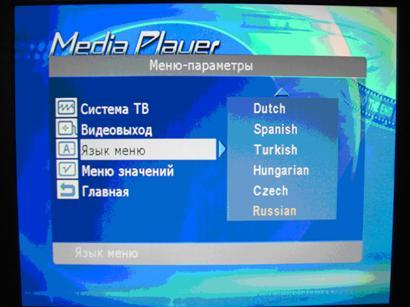 Media Player
Меню-параметры
Система ТВ
Видеовыход
Язык меню
Меню значений
Главная
Dutch
Spanish
Turkish
Hungarian
Czech
Russian
Язык меню